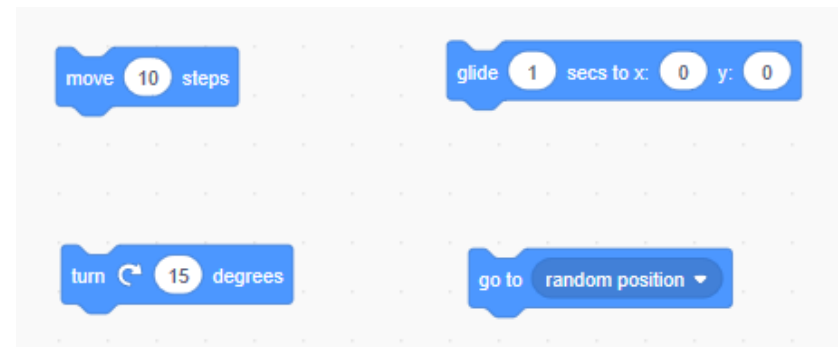 move 10 steps
glide 1 secs to x: 0 y: 0
turn 15 degrees
go to random position